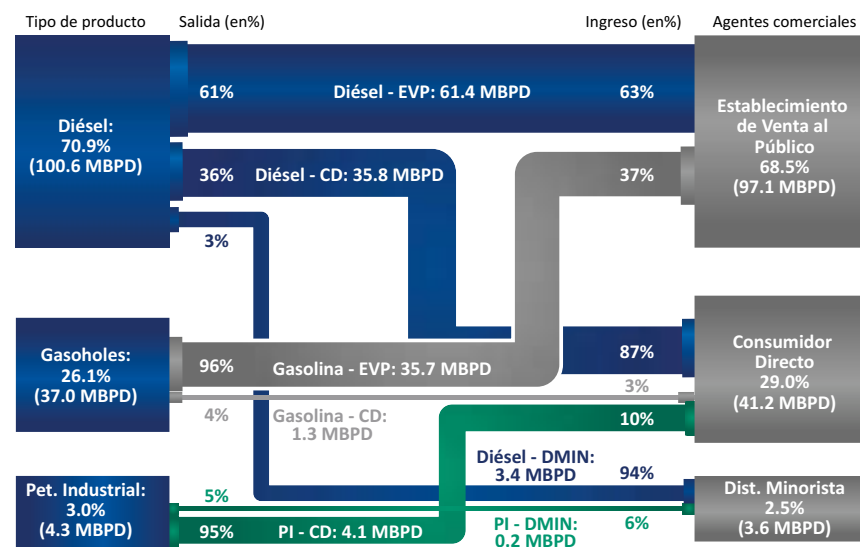 Tipo de producto
Salida (en%)
Ingreso (en%)
Agentes comerciales
Diésel:
70.9%
(100.6 MBPD)
61%
Diésel - EVP: 61.4 MBPD
63%
Establecimiento
de Venta al
Público
68.5%
(97.1 MBPD)
36%
Diésel - CD: 35.8 MBPD
37%
3%
Gasoholes:
26.1%
(37.0 MBPD)
96%
Gasolina - EVP: 35.7 MBPD
87%
Consumidor
Directo
29.0%
(41.2 MBPD)
3%
4%
Gasolina - CD:
1.3 MBPD
10%
Pet. Industrial:
3.0%
(4.3 MBPD)
5%
Diésel - DMIN:
3.4 MBPD
94%
Dist. Minorista
2.5%
(3.6 MBPD)
95%
PI - CD: 4.1 MBPD
PI - DMIN:
0.2 MBPD
6%